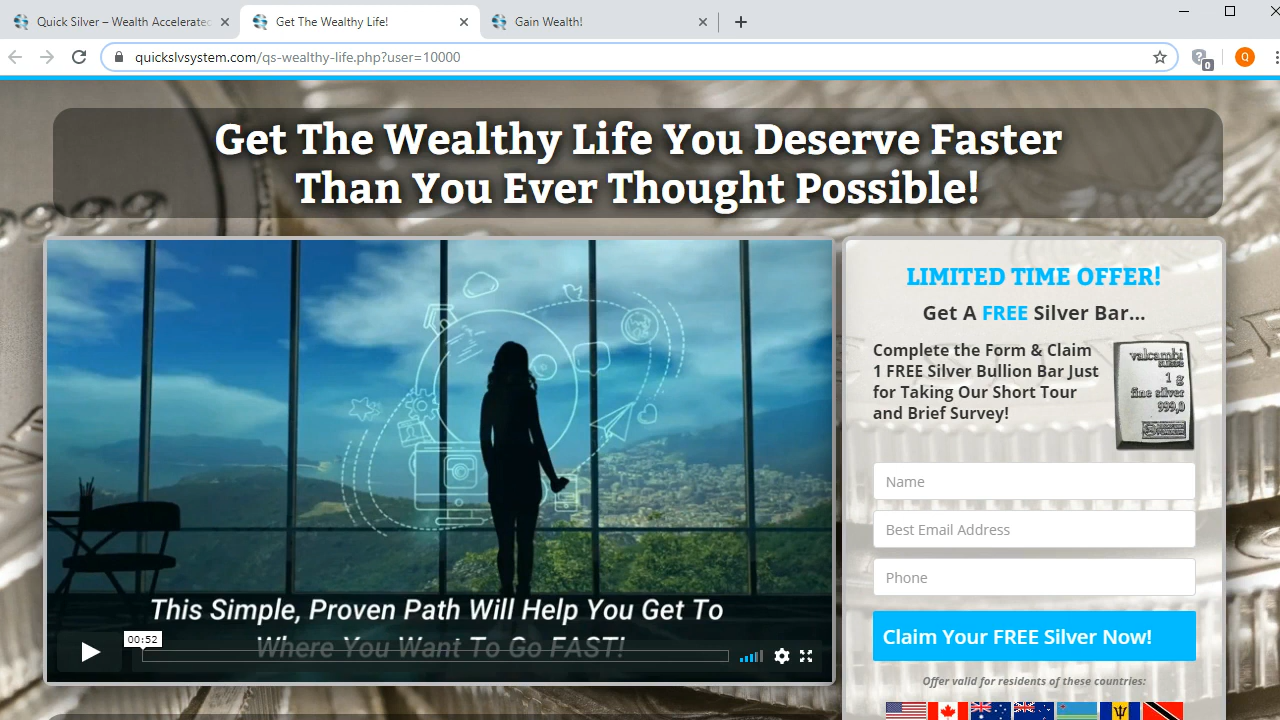 Quick Silver – Wealth Accelerated
Get The Wealthy Life!
Gain Wealth!
quickslvsystem.com/qs-wealthy-life.php?user=10000
0
Q
Get The Wealthy Life You Deserve Faster
Than You Ever Thought Possible!
This Simple, Proven Path Will Help You Get To
Where You Want To Go FAST!
00:52
LIMITED TIME OFFER!
Get A FREE Silver Bar...
Complete the Form & Claim
1 FREE Silver Bullion Bar Just
for Taking Our Short Tour
and Brief Survey!
valcambi
suisse
1 g
fine silver
999,0
Name
Best Email Address
Phone
Claim Your FREE Silver Now!
Offer valid for residents of these countries: